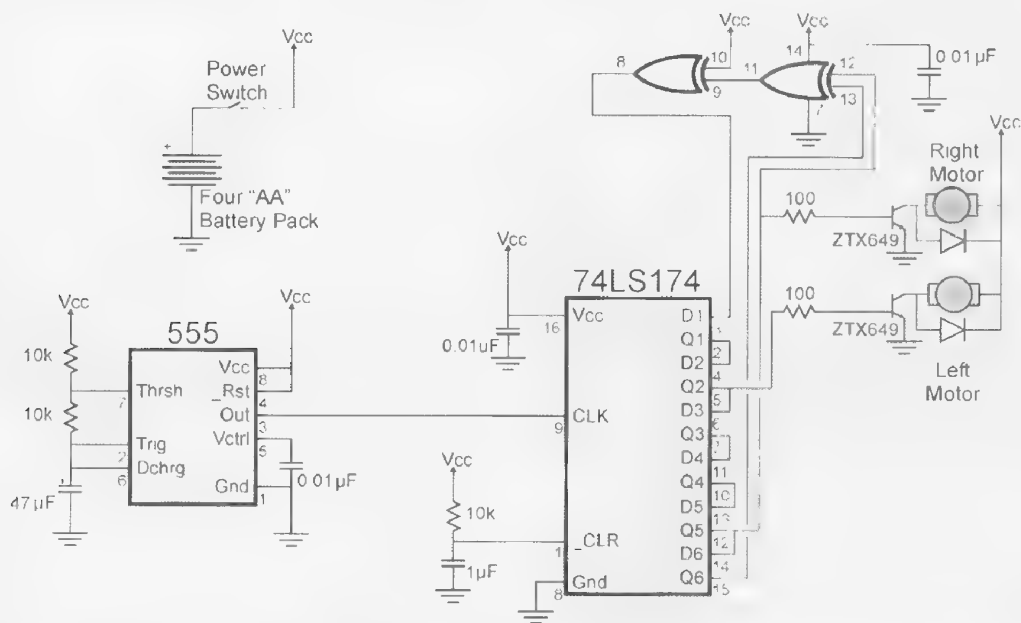 Vcc
Power
Switch
+
Four "AA"
Battery Pack
8
10
9
Vcc
11
Vcc
14
7
12
13
0.01µF
Vcc
Right
Motor
100
ZTX649
100
ZTX649
Left
Motor
Vcc
10k
10k
47µF
+
555
Vcc
8
_Rst
4
Out
3
Vctrl
5
Gnd
1
Thrsh
7
Trig
2
Dchrg
6
Vcc
0.01µF
Vcc
0.01uF
74LS174
16
Vcc
9
CLK
1
_CLR
8
Gnd
Vcc
10k
1µF
D1
Q1
2
D2
4
Q2
5
D3
6
Q3
7
D4
11
Q4
10
D5
13
Q5
12
D6
14
Q6
15